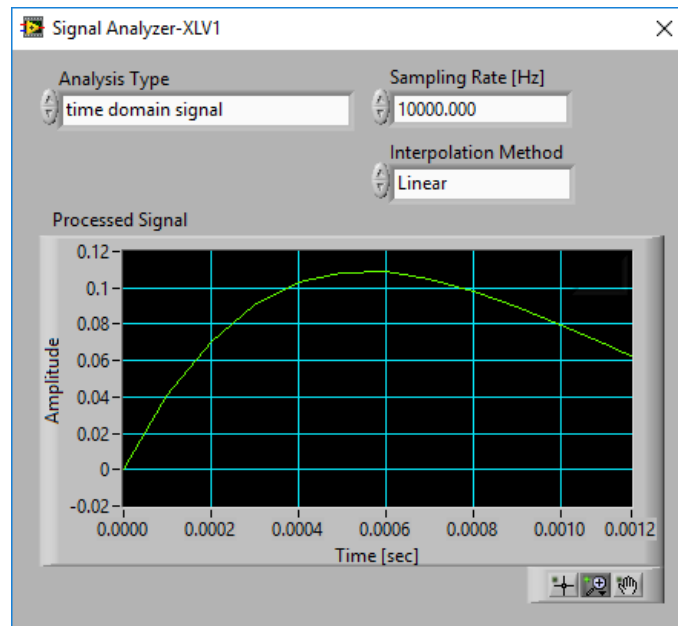 Signal Analyzer-XLV1
Analysis Type
time domain signal
Sampling Rate [Hz]
10000.000
Interpolation Method
Linear
Processed Signal
Amplitude
0.12
0.1
0.08
0.06
0.04
0.02
0
-0.02
0.0000 0.0002 0.0004 0.0006 0.0008 0.0010 0.0012
Time [sec]